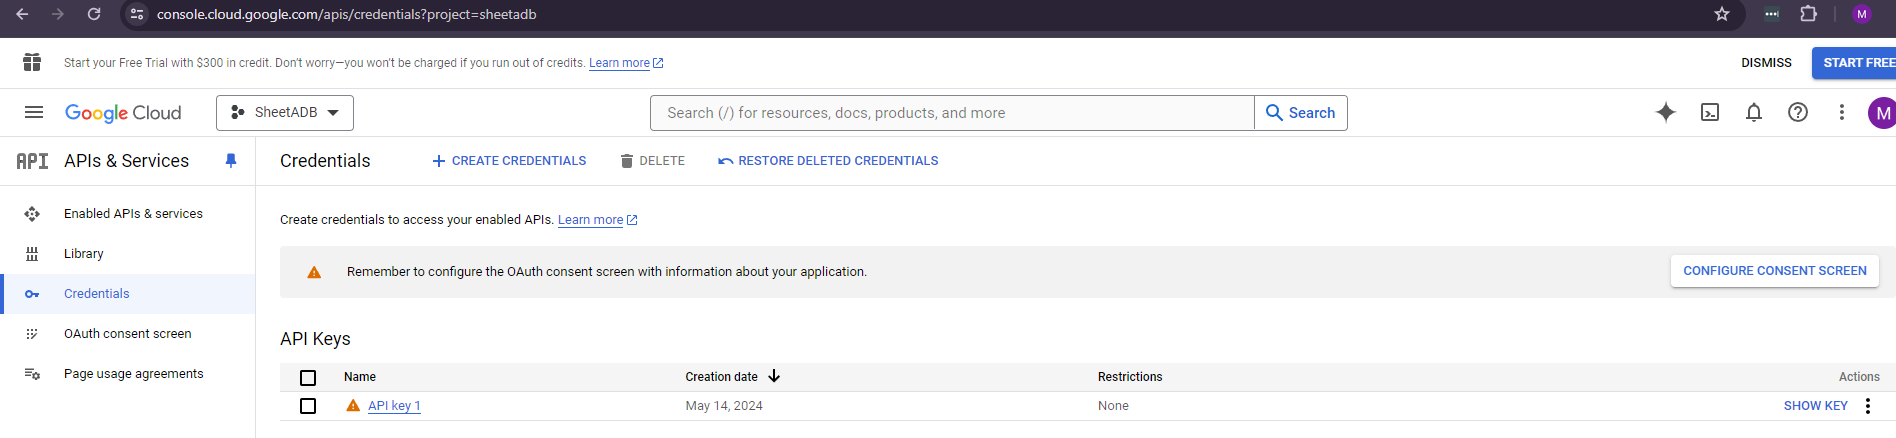 console.cloud.google.com/apis/credentials?project=sheetadb
M
Start your Free Trial with $300 in credit. Don't worry—you won't be charged if you run out of credits. Learn more
DISMISS
START FREE
Google Cloud
SheetADB
Search (/) for resources, docs, products, and more
Search
M
API
APIs & Services
Credentials
CREATE CREDENTIALS
DELETE
RESTORE DELETED CREDENTIALS
Enabled APIs & services
Library
Credentials
OAuth consent screen
Page usage agreements
Create credentials to access your enabled APIs. Learn more
Remember to configure the OAuth consent screen with information about your application.
CONFIGURE CONSENT SCREEN
API Keys
Name
Creation date
Restrictions
Actions
API key 1
May 14, 2024
None
SHOW KEY